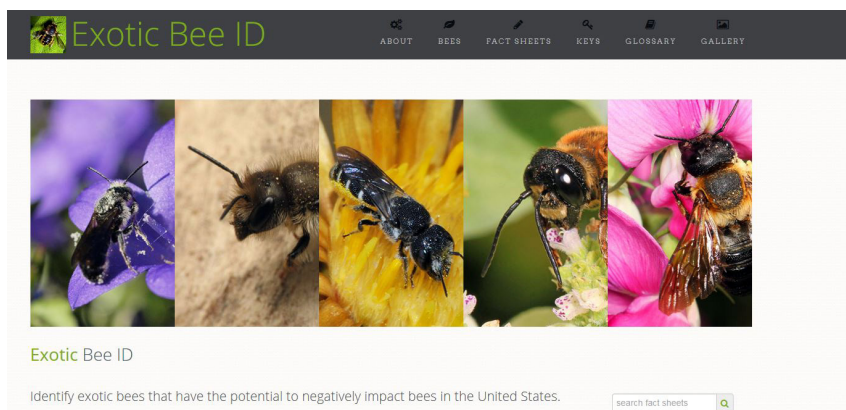 Exotic Bee ID
ABOUT BEES FACT SHEETS KEYS GLOSSARY GALLERY
Exotic Bee ID
Identify exotic bees that have the potential to negatively impact bees in the United States.
search fact sheets